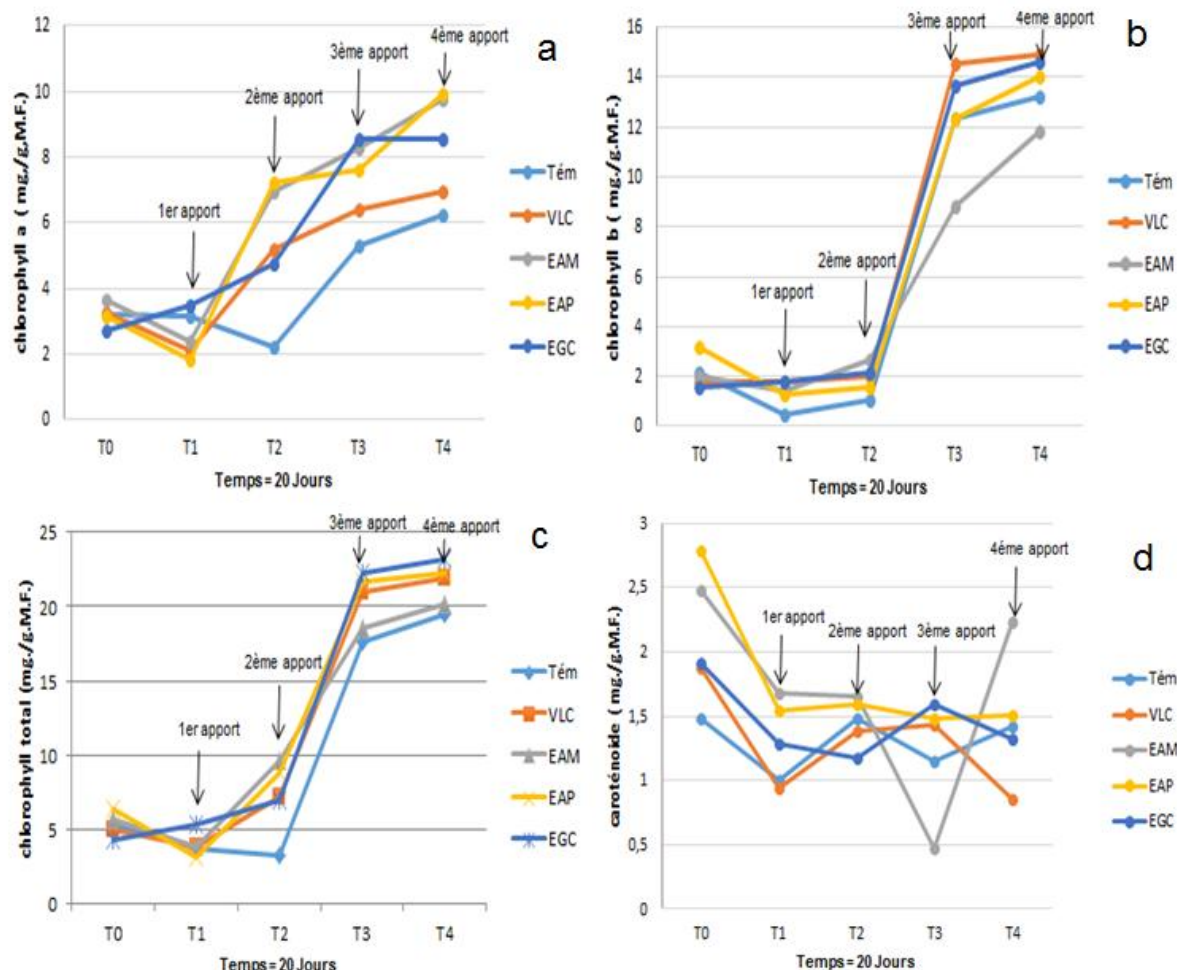 a
12
10
8
6
4
2
0
chlorophyll a ( mg./g.M.F.)
1er apport
2ème apport
3ème apport
4ème apport
T0 T1 T2 T3 T4
Temps= 20 Jours
Tém
VLC
EAM
EAP
EGC
b
16
14
12
10
8
6
4
2
0
chlorophyll b ( mg./g.M.F.)
1er apport
2ème apport
3ème apport
4eme apport
T0 T1 T2 T3 T4
Temps= 20 Jours
Tém
VLC
EAM
EAP
EGC
c
25
20
15
10
5
0
chlorophyll total (mg./g.M.F.)
1er apport
2ème apport
3ème apport
4ème apport
T0 T1 T2 T3 T4
Temps= 20 Jours
Tém
VLC
EAM
EAP
EGC
d
3
2,5
2
1,5
1
0,5
0
caroténoide ( mg./g.M.F.)
1er apport
2ème apport
3ème apport
4éme apport
T0 T1 T2 T3 T4
Temps= 20 Jours
Tém
VLC
EAM
EAP
EGC